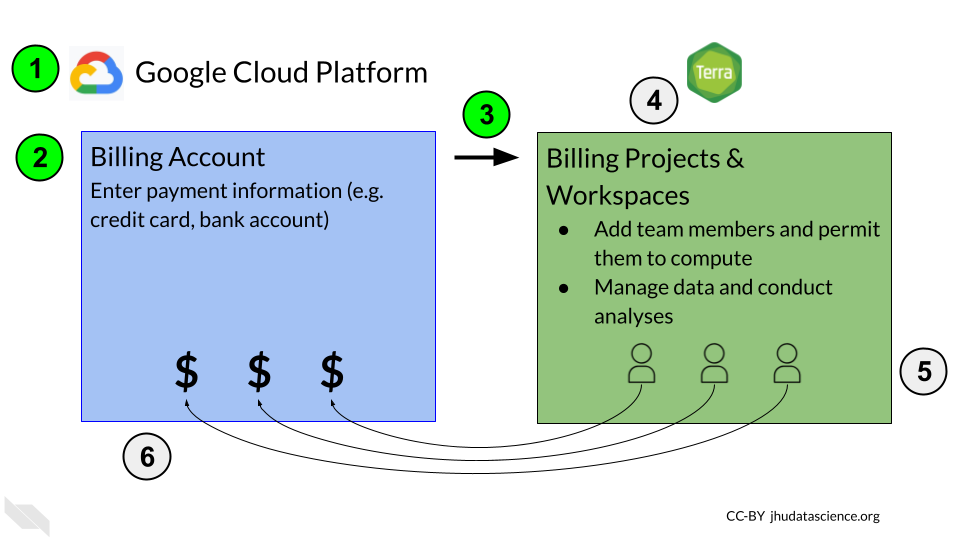 1
Google Cloud Platform
2
Billing Account
Enter payment information (e.g.
credit card, bank account)
$ $ $
6
3
4
Terra
Billing Projects &
Workspaces
● Add team members and permit
them to compute
● Manage data and conduct
analyses
5
CC-BY jhudatascience.org